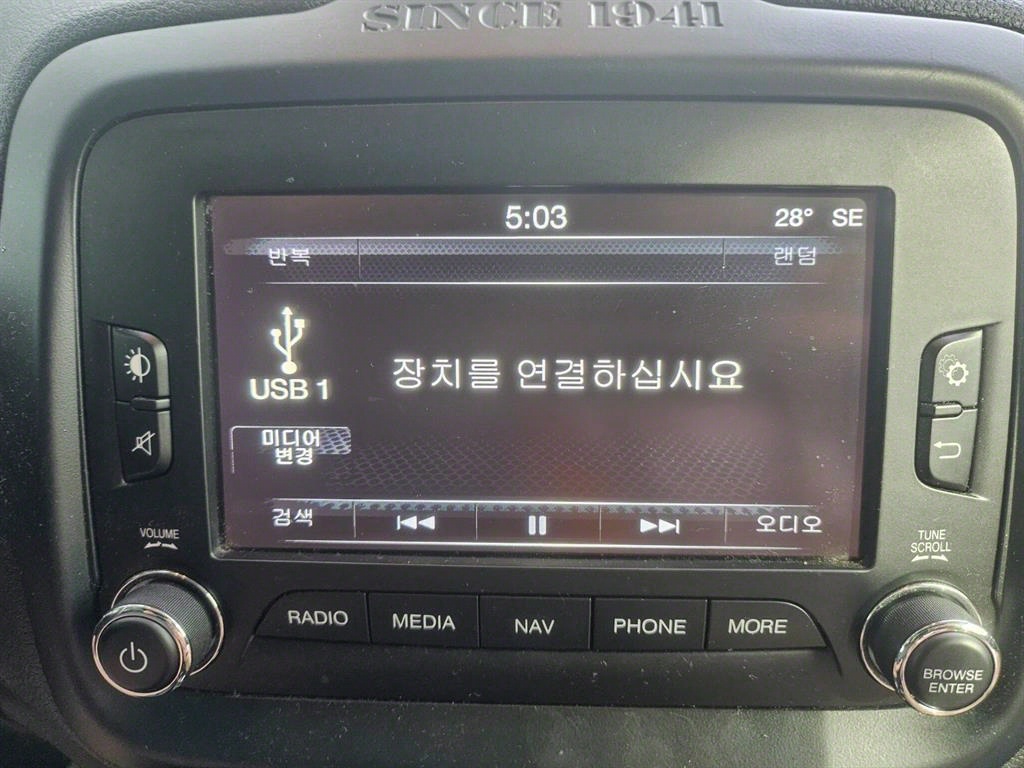 SINCE 1941
5:03 28° SE
반복 랜덤
USB 1
장치를 연결하십시요
미디어
변경
검색 오디오
VOLUME
TUNE
SCROLL
RADIO MEDIA NAV PHONE MORE
BROWSE
ENTER